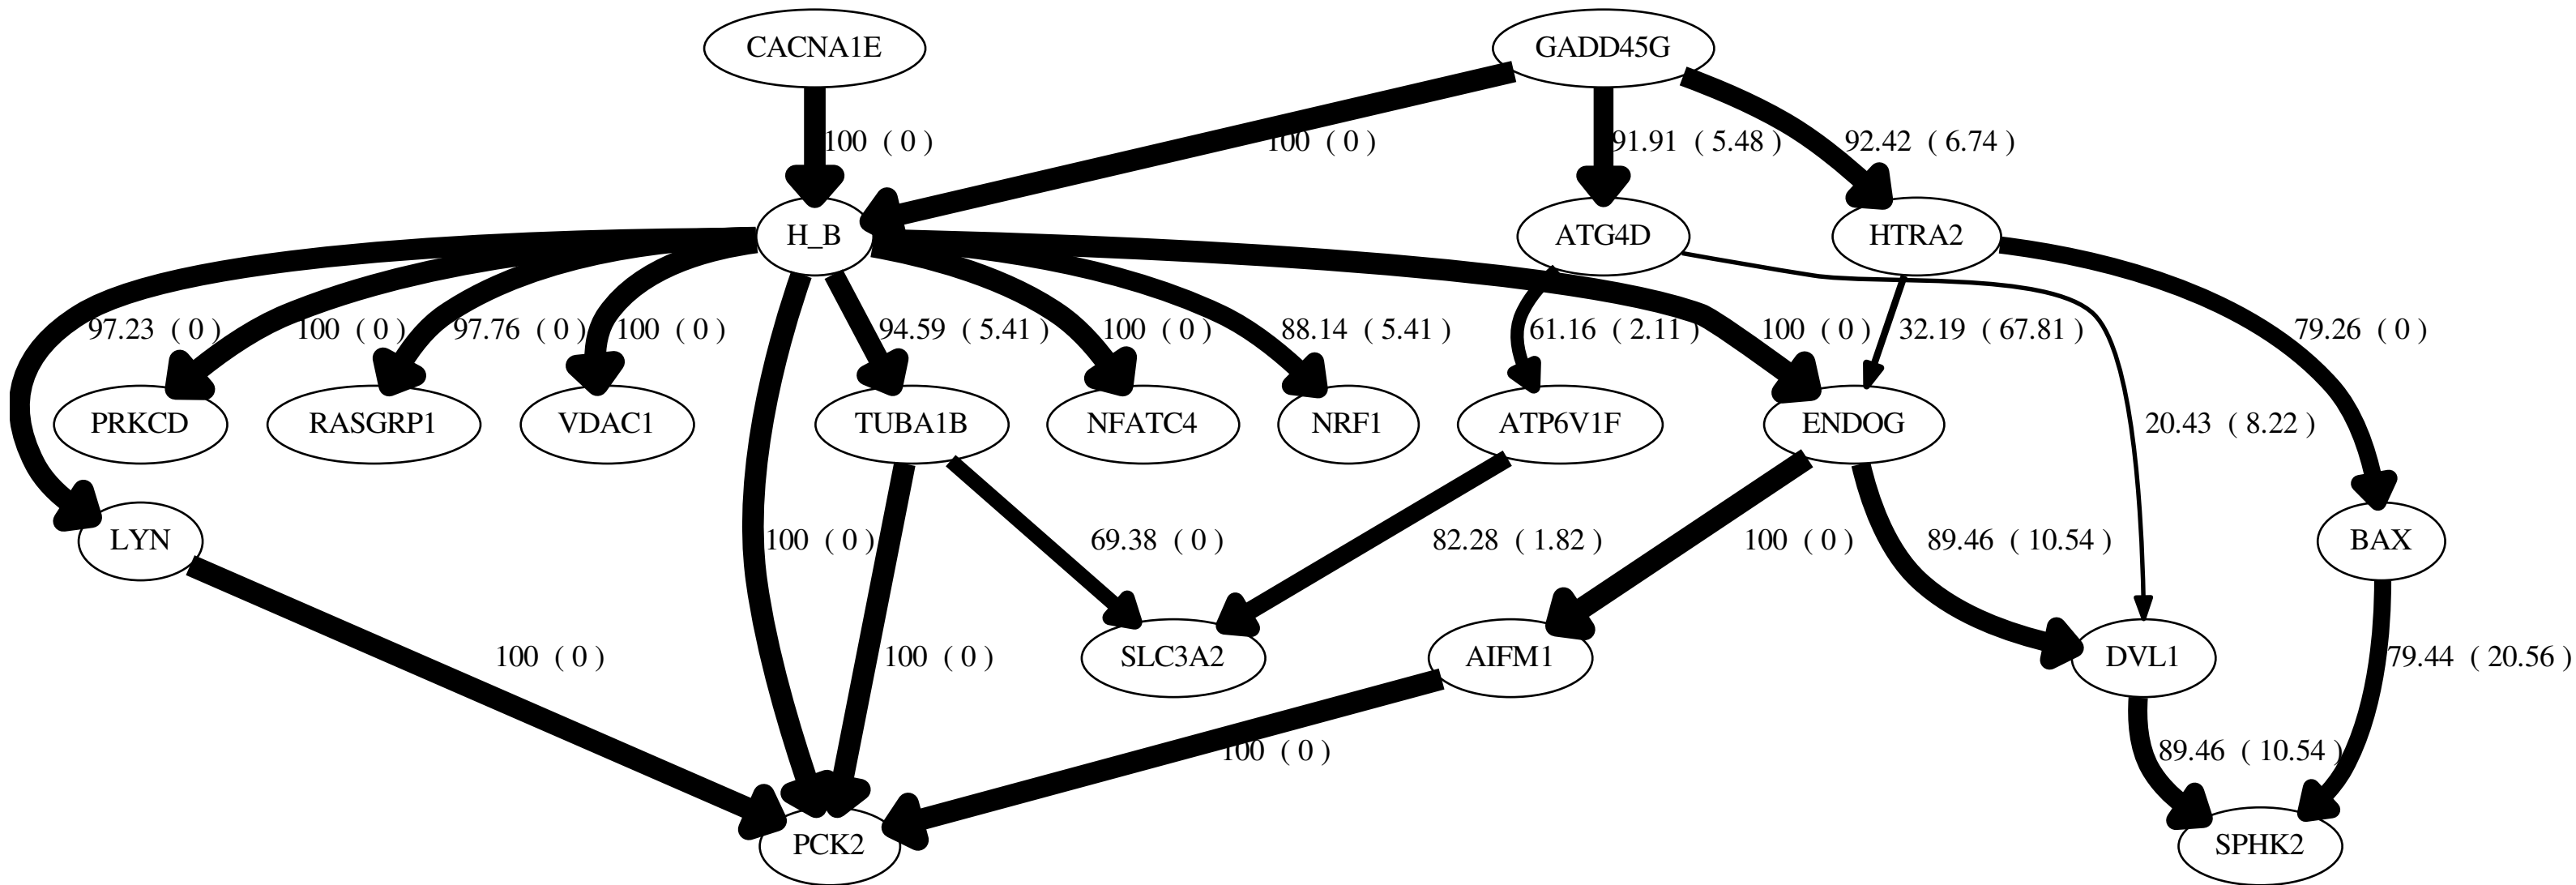 CACNA1E
GADD45G
100 ( 0 )
100 ( 0 )
91.91 ( 5.48 )
92.42 ( 6.74 )
H_B
ATG4D
HTRA2
97.23 ( 0 )
100 ( 0 )
97.76 ( 0 )
100 ( 0 )
94.59 ( 5.41 )
100 ( 0 )
88.14 ( 5.41 )
61.16 ( 2.11 )
100 ( 0 )
32.19 ( 67.81 )
79.26 ( 0 )
PRKCD
RASGRP1
VDAC1
TUBA1B
NFATC4
NRF1
ATP6V1F
ENDOG
20.43 ( 8.22 )
LYN
100 ( 0 )
69.38 ( 0 )
82.28 ( 1.82 )
100 ( 0 )
89.46 ( 10.54 )
BAX
100 ( 0 )
100 ( 0 )
SLC3A2
AIFM1
DVL1
79.44 ( 20.56 )
100 ( 0 )
89.46 ( 10.54 )
PCK2
SPHK2